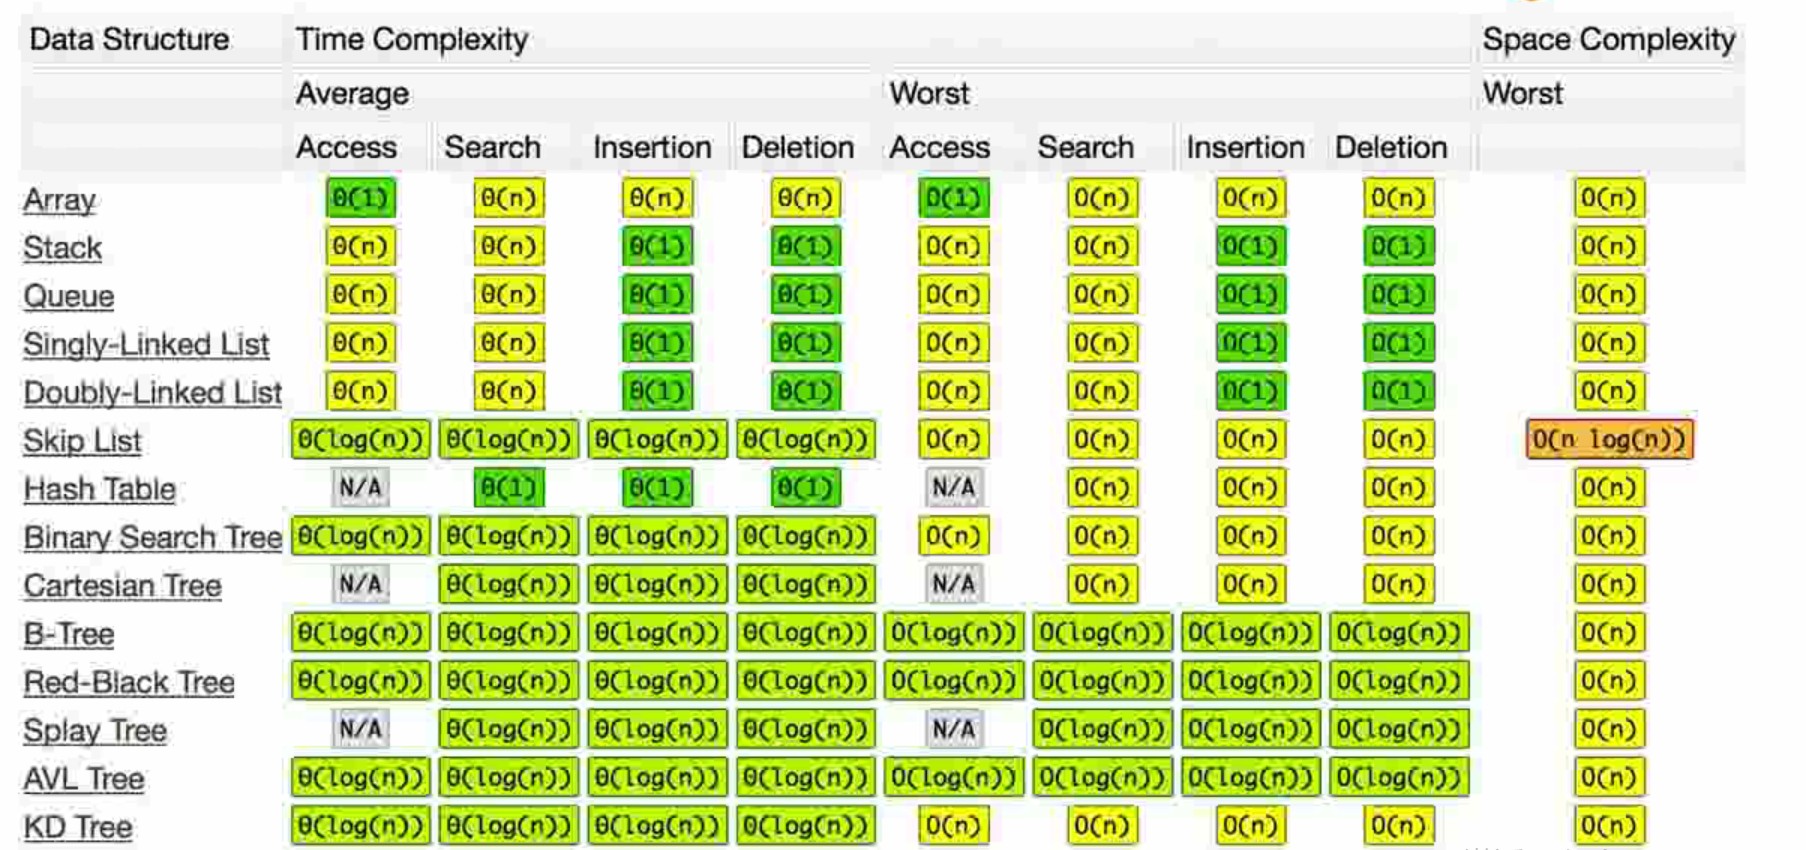 Data Structure Time Complexity Space Complexity
Average Worst Worst
Access Search Insertion Deletion Access Search Insertion Deletion
Array Θ(1) Θ(n) Θ(n) Θ(n) O(1) O(n) O(n) O(n) O(n)
Stack Θ(n) Θ(n) Θ(1) Θ(1) O(n) O(n) O(1) O(1) O(n)
Queue Θ(n) Θ(n) Θ(1) Θ(1) O(n) O(n) O(1) O(1) O(n)
Singly-Linked List Θ(n) Θ(n) Θ(1) Θ(1) O(n) O(n) O(1) O(1) O(n)
Doubly-Linked List Θ(n) Θ(n) Θ(1) Θ(1) O(n) O(n) O(1) O(1) O(n)
Skip List Θ(log(n)) Θ(log(n)) Θ(log(n)) Θ(log(n)) O(n) O(n) O(n) O(n) O(n log(n))
Hash Table N/A Θ(1) Θ(1) Θ(1) N/A O(n) O(n) O(n) O(n)
Binary Search Tree Θ(log(n)) Θ(log(n)) Θ(log(n)) Θ(log(n)) O(n) O(n) O(n) O(n) O(n)
Cartesian Tree N/A Θ(log(n)) Θ(log(n)) Θ(log(n)) N/A O(n) O(n) O(n) O(n)
B-Tree Θ(log(n)) Θ(log(n)) Θ(log(n)) Θ(log(n)) O(log(n)) O(log(n)) O(log(n)) O(log(n)) O(n)
Red-Black Tree Θ(log(n)) Θ(log(n)) Θ(log(n)) Θ(log(n)) O(log(n)) O(log(n)) O(log(n)) O(log(n)) O(n)
Splay Tree N/A Θ(log(n)) Θ(log(n)) Θ(log(n)) N/A O(log(n)) O(log(n)) O(log(n)) O(n)
AVL Tree Θ(log(n)) Θ(log(n)) Θ(log(n)) Θ(log(n)) O(log(n)) O(log(n)) O(log(n)) O(log(n)) O(n)
KD Tree Θ(log(n)) Θ(log(n)) Θ(log(n)) Θ(log(n)) O(n) O(n) O(n) O(n) O(n)